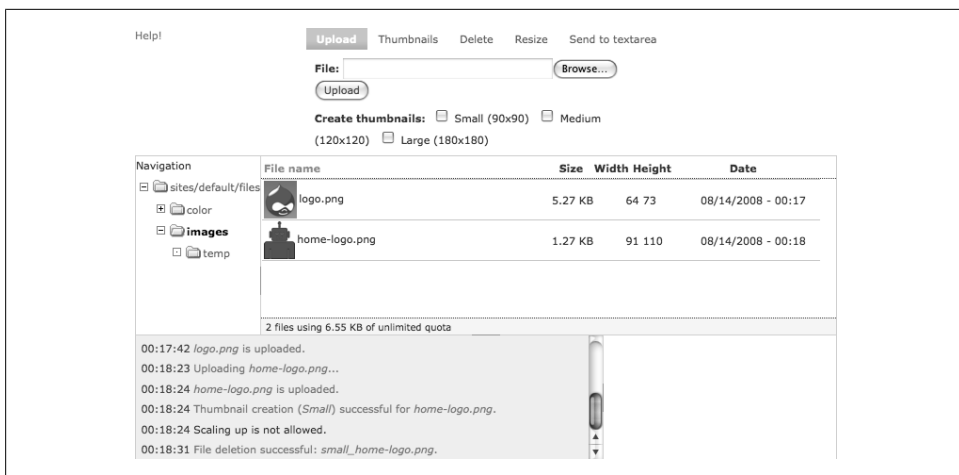 Help!
Upload Thumbnails Delete Resize Send to textarea
File: Browse...
Upload
Create thumbnails: Small (90x90) Medium
(120x120) Large (180x180)
Navigation
sites/default/files
color
images
temp
File name Size Width Height Date
logo.png 5.27 KB 64 73 08/14/2008 - 00:17
home-logo.png 1.27 KB 91 110 08/14/2008 - 00:18
2 files using 6.55 KB of unlimited quota
00:17:42 logo.png is uploaded.
00:18:23 Uploading home-logo.png...
00:18:24 home-logo.png is uploaded.
00:18:24 Thumbnail creation (Small) successful for home-logo.png.
00:18:24 Scaling up is not allowed.
00:18:31 File deletion successful: small_home-logo.png.